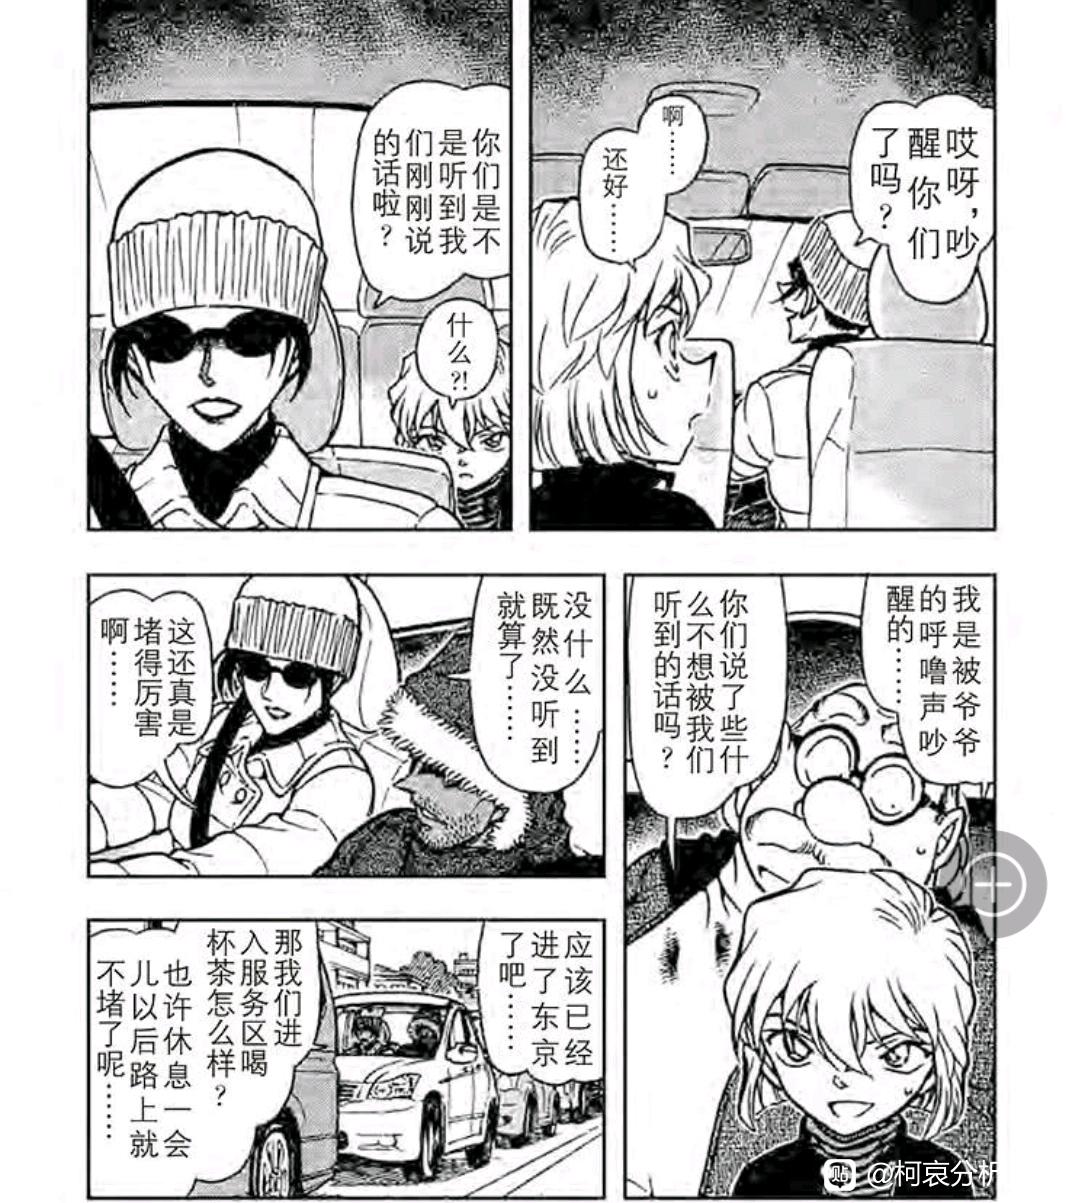 哎呀，吵
醒你们
了吗？
啊……
还好……
你们是不
是听到我
们刚刚说
的话啦？
什么?!
我是被爷爷
的呼噜声吵
醒的……
你们说了些什
么不想被我们
听到的话吗？
没什么……
既然没听到
就算了……
这还真是
堵得厉害
啊……
应该已经
进了东京
了吧……
那我们进
入服务区喝
杯茶怎么样？
也许休息一会
儿以后路上就
不堵了呢……
贴 @柯哀分析